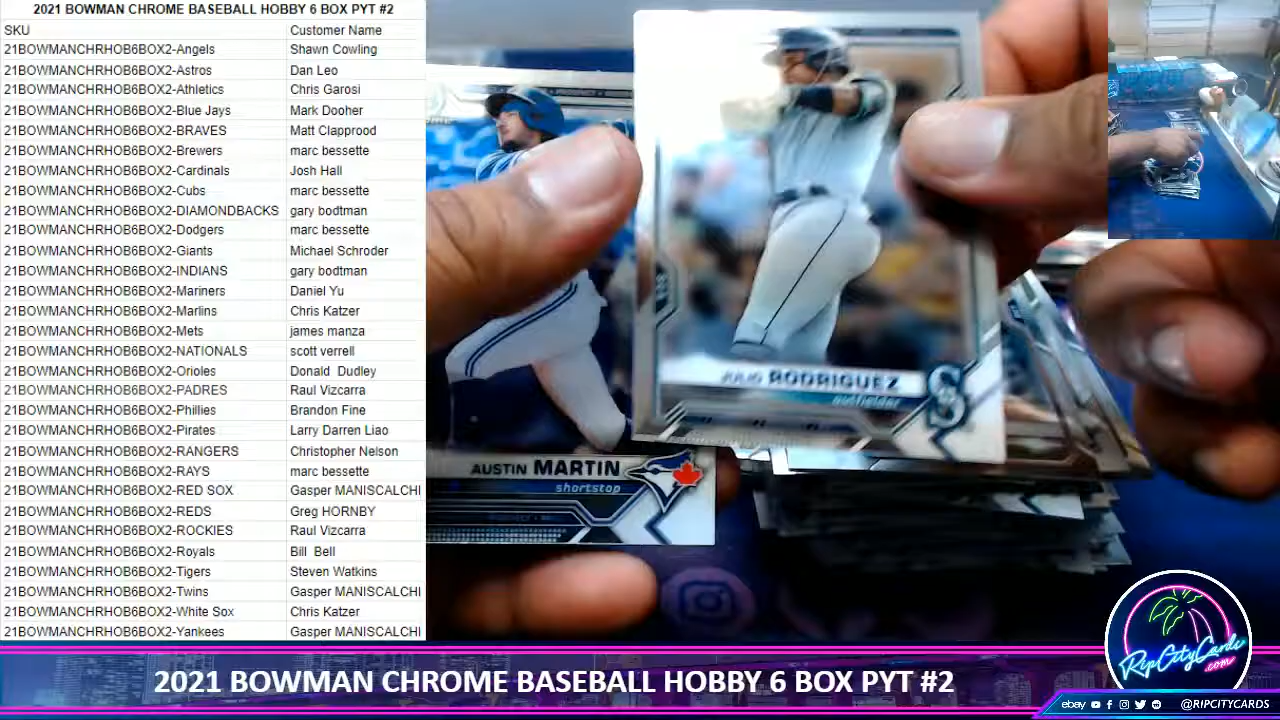 2021 BOWMAN CHROME BASEBALL HOBBY 6 BOX PYT #2
SKU Customer Name
21BOWMANCHRHOB6BOX2-Angels Shawn Cowling
21BOWMANCHRHOB6BOX2-Astros Dan Leo
21BOWMANCHRHOB6BOX2-Athletics Chris Garosi
21BOWMANCHRHOB6BOX2-Blue Jays Mark Dooher
21BOWMANCHRHOB6BOX2-BRAVES Matt Clapprood
21BOWMANCHRHOB6BOX2-Brewers marc bessette
21BOWMANCHRHOB6BOX2-Cardinals Josh Hall
21BOWMANCHRHOB6BOX2-Cubs marc bessette
21BOWMANCHRHOB6BOX2-DIAMONDBACKS gary bodtman
21BOWMANCHRHOB6BOX2-Dodgers marc bessette
21BOWMANCHRHOB6BOX2-Giants Michael Schroder
21BOWMANCHRHOB6BOX2-INDIANS gary bodtman
21BOWMANCHRHOB6BOX2-Mariners Daniel Yu
21BOWMANCHRHOB6BOX2-Marlins Chris Katzer
21BOWMANCHRHOB6BOX2-Mets james manza
21BOWMANCHRHOB6BOX2-NATIONALS scott verrell
21BOWMANCHRHOB6BOX2-Orioles Donald Dudley
21BOWMANCHRHOB6BOX2-PADRES Raul Vizcarra
21BOWMANCHRHOB6BOX2-Phillies Brandon Fine
21BOWMANCHRHOB6BOX2-Pirates Larry Darren Liao
21BOWMANCHRHOB6BOX2-RANGERS Christopher Nelson
21BOWMANCHRHOB6BOX2-RAYS marc bessette
21BOWMANCHRHOB6BOX2-RED SOX Gasper MANISCALCHI
21BOWMANCHRHOB6BOX2-REDS Greg HORNBY
21BOWMANCHRHOB6BOX2-ROCKIES Raul Vizcarra
21BOWMANCHRHOB6BOX2-Royals Bill Bell
21BOWMANCHRHOB6BOX2-Tigers Steven Watkins
21BOWMANCHRHOB6BOX2-Twins Gasper MANISCALCHI
21BOWMANCHRHOB6BOX2-White Sox Chris Katzer
21BOWMANCHRHOB6BOX2-Yankees Gasper MANISCALCHI
JULIO RODRIGUEZ
outfielder
AUSTIN MARTIN
shortstop
RipCityCards
.com
2021 BOWMAN CHROME BASEBALL HOBBY 6 BOX PYT #2
ebay @RIPCITYCARDS